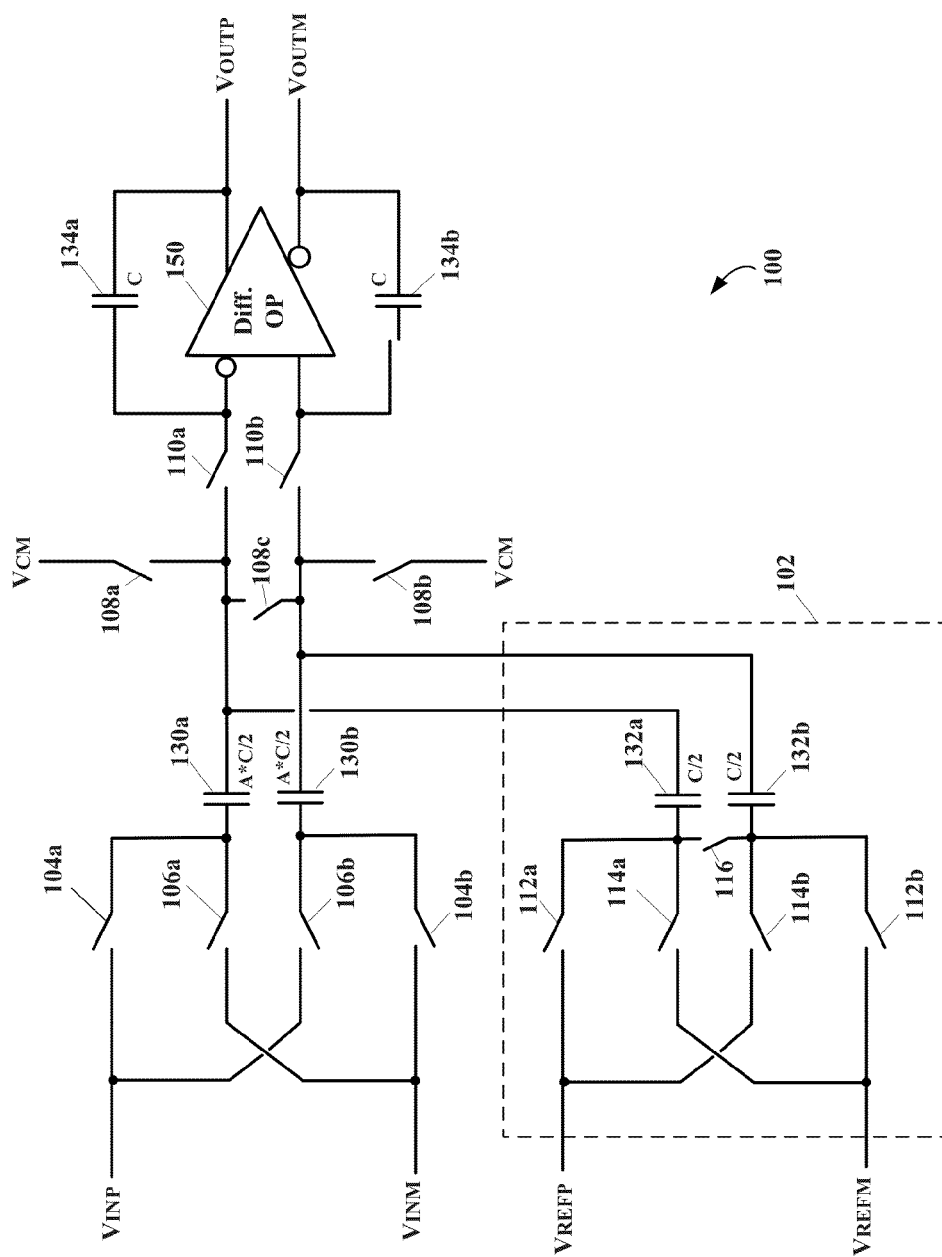 VINP
VINM
VREFP
VREFM
104a
106a
106b
104b
112a
114a
116
114b
112b
130a
A*C/2
A*C/2
130b
132a
C/2
C/2
132b
102
VCM
108a
108c
108b
VCM
110a
110b
134a
C
150
Diff.
OP
C
134b
VOUTP
VOUTM
100